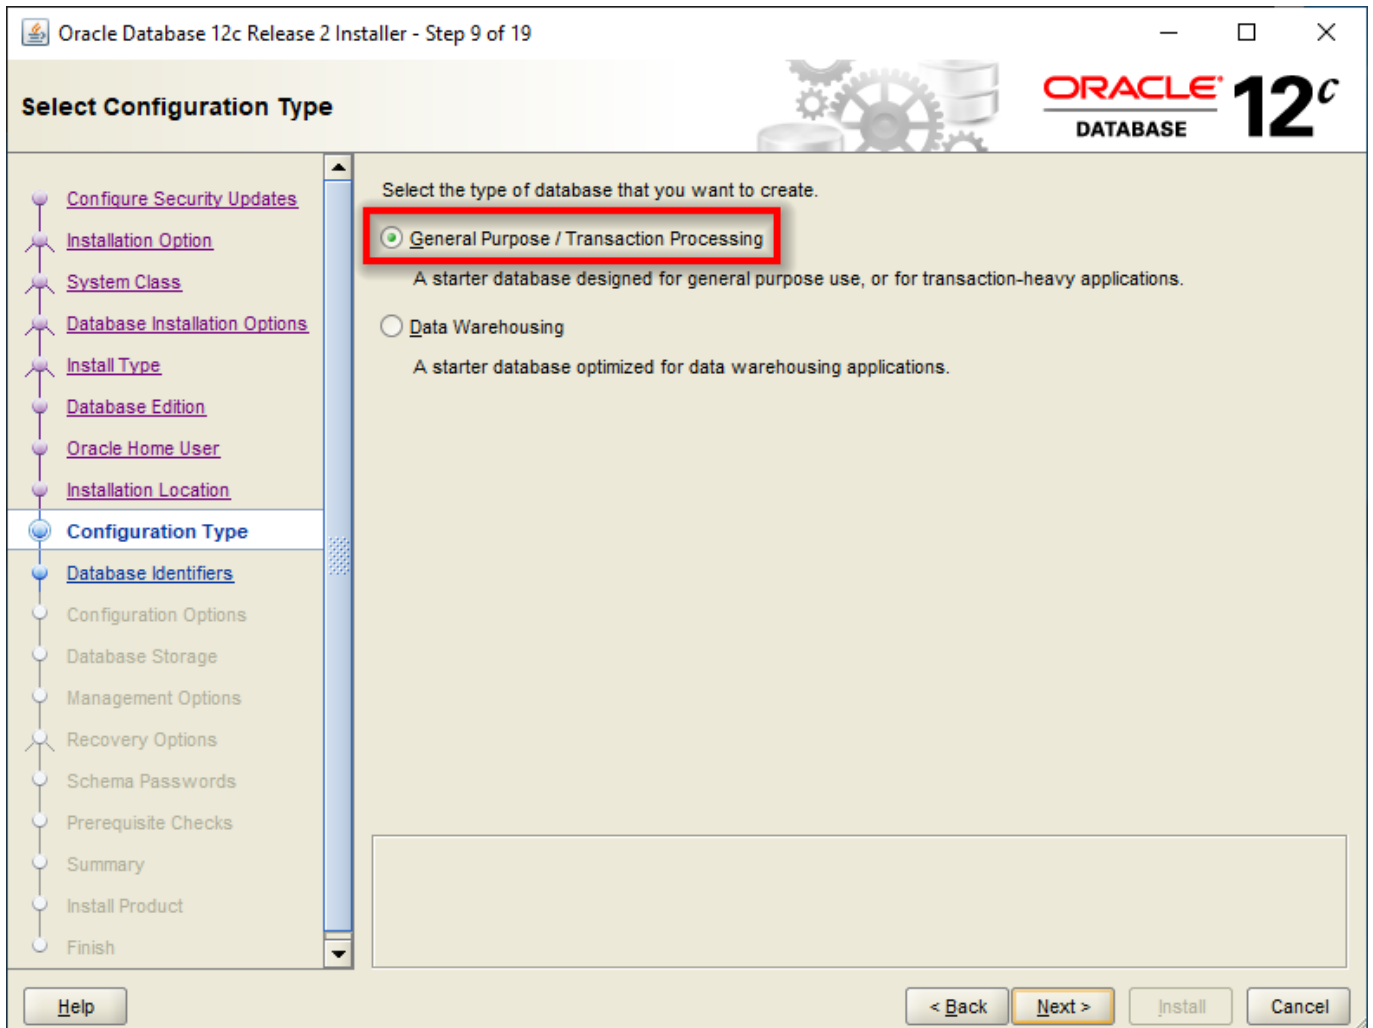 Oracle Database 12c Release 2 Installer - Step 9 of 19
Select Configuration Type
ORACLE
DATABASE
12c
Configure Security Updates
Installation Option
System Class
Database Installation Options
Install Type
Database Edition
Oracle Home User
Installation Location
Configuration Type
Database Identifiers
Configuration Options
Database Storage
Management Options
Recovery Options
Schema Passwords
Prerequisite Checks
Summary
Install Product
Finish
Select the type of database that you want to create.
General Purpose / Transaction Processing
A starter database designed for general purpose use, or for transaction-heavy applications.
Data Warehousing
A starter database optimized for data warehousing applications.
Help
< Back
Next >
Install
Cancel